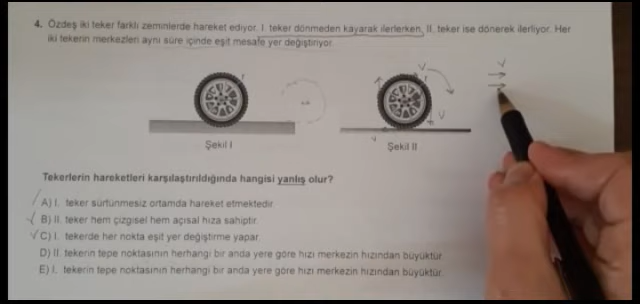 4. Özdeş iki teker farklı zeminlerde hareket ediyor. I. teker dönmeden kayarak ilerlerken, II. teker ise dönerek ilerliyor. Her
iki tekerin merkezleri aynı süre içinde eşit mesafe yer değiştiriyor.
V
V
V
V
Şekil I
Şekil II
Tekerlerin hareketleri karşılaştırıldığında hangisi yanlış olur?
A) I. teker sürtünmesiz ortamda hareket etmektedir.
B) II. teker hem çizgisel hem açısal hıza sahiptir.
C) I. tekerde her nokta eşit yer değiştirme yapar.
D) II. tekerin tepe noktasının herhangi bir anda yere göre hızı merkezin hızından büyüktür.
E) I. tekerin tepe noktasının herhangi bir anda yere göre hızı merkezin hızından büyüktür.